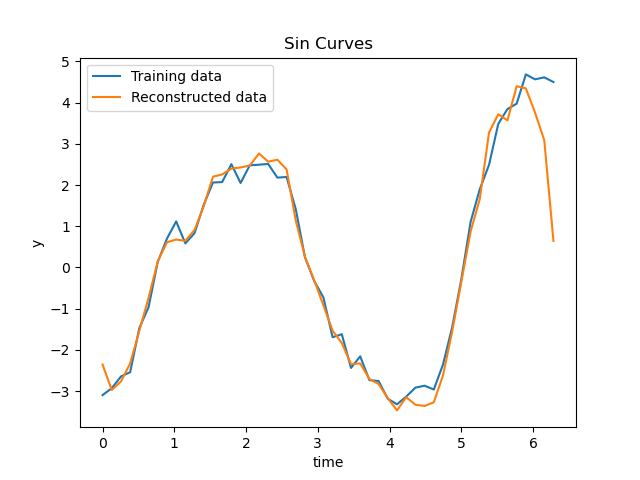 Sin Curves
Training data
Reconstructed data
5
4
3
2
1
0
−1
−2
−3
y
0 1 2 3 4 5 6
time